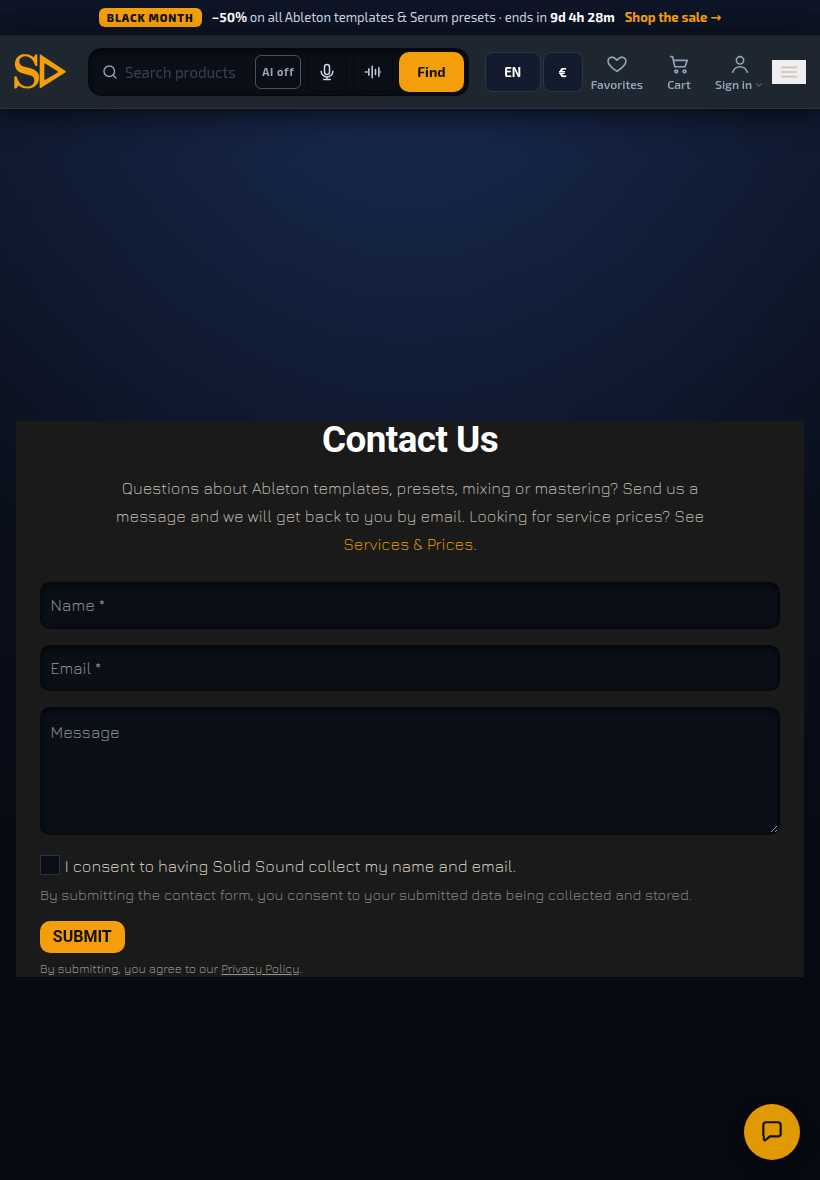 BLACK MONTH −50% on all Ableton templates & Serum presets · ends in 9d 4h 28m Shop the sale →
S
Search products AI off Find EN € Favorites Cart Sign in
Contact Us
Questions about Ableton templates, presets, mixing or mastering? Send us a
message and we will get back to you by email. Looking for service prices? See
Services & Prices.
Name *
Email *
Message
I consent to having Solid Sound collect my name and email.
By submitting the contact form, you consent to your submitted data being collected and stored.
SUBMIT
By submitting, you agree to our Privacy Policy.